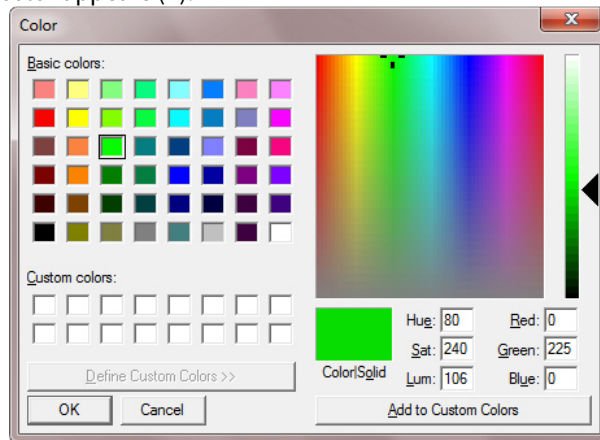 Color
Basic colors:
Custom colors:
Define Custom Colors >>
OK
Cancel
Color|Solid
Hue: 80
Sat: 240
Lum: 106
Red: 0
Green: 225
Blue: 0
Add to Custom Colors